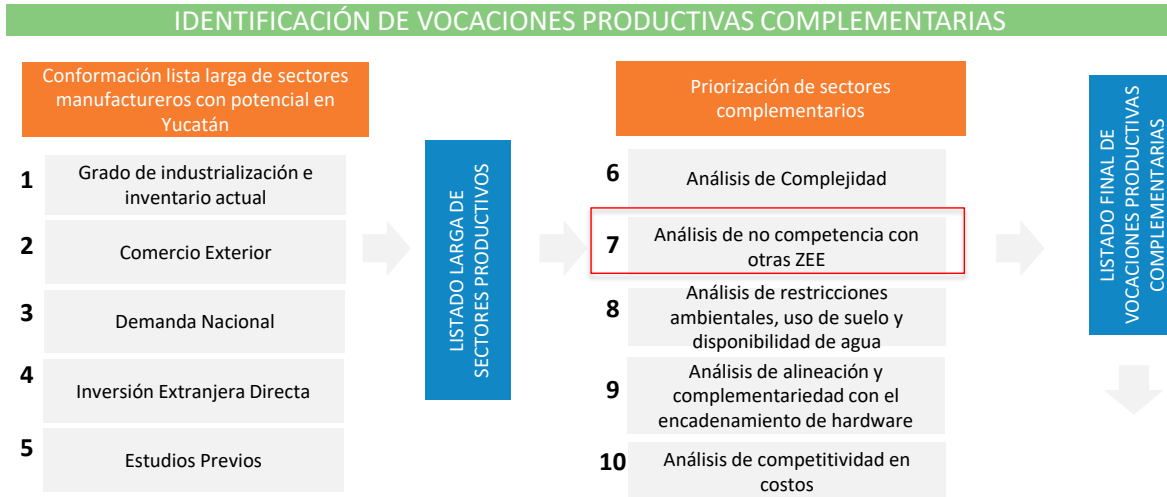 IDENTIFICACIÓN DE VOCACIONES PRODUCTIVAS COMPLEMENTARIAS
Conformación lista larga de sectores
manufactureros con potencial en
Yucatán
1
Grado de industrialización e
inventario actual
2
Comercio Exterior
3
Demanda Nacional
4
Inversión Extranjera Directa
5
Estudios Previos
LISTADO LARGA DE
SECTORES PRODUCTIVOS
Priorización de sectores
complementarios
6
Análisis de Complejidad
7
Análisis de no competencia con
otras ZEE
8
Análisis de restricciones
ambientales, uso de suelo y
disponibilidad de agua
9
Análisis de alineación y
complementariedad con el
encadenamiento de hardware
10
Análisis de competitividad en
costos
LISTADO FINAL DE
VOCACIONES PRODUCTIVAS
COMPLEMENTARIAS